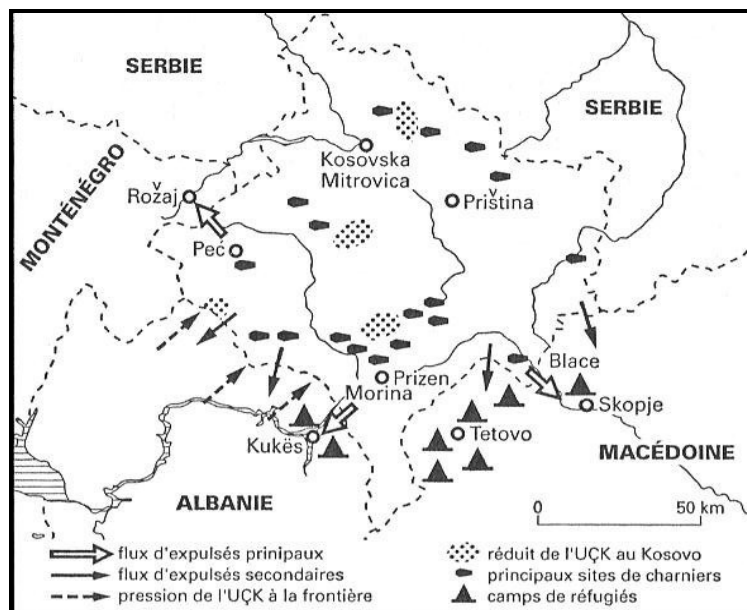 SERBIE
SERBIE
Kosovska
Mitrovica
Rožaj
Priština
MONTÉNÉGRO
Peć
Blace
Prizen
Morina
Skopje
Kukës
Tetovo
MACÉDOINE
ALBANIE
0 50 km
flux d'expulsés prinipaux
flux d'expulsés secondaires
pression de l'UÇK à la frontière
réduit de l'UÇK au Kosovo
principaux sites de charniers
camps de réfugiés